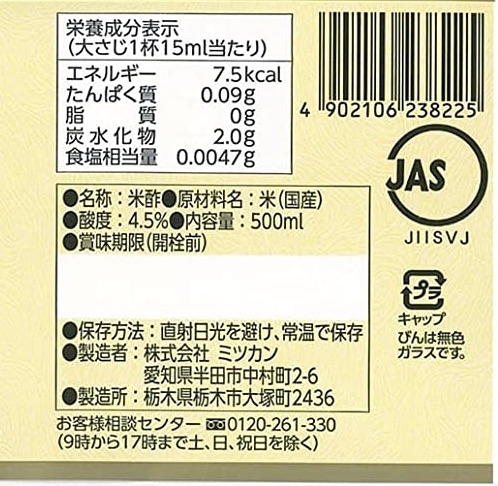 栄養成分表示
(大さじ1杯15ml当たり)
エネルギー 7.5kcal
たんぱく質 0.09g
脂質 0g
炭水化物 2.0g
食塩相当量 0.0047g
4 902106 238225
JAS
JIISVJ
●名称:米酢●原材料名:米(国産)
●酸度:4.5%●内容量:500ml
●賞味期限(開栓前)
プラ
キャップ
びんは無色
ガラスです。
●保存方法:直射日光を避け、常温で保存
●製造者:株式会社 ミツカン
愛知県半田市中村町2-6
●製造所:栃木県栃木市大塚町2436
お客様相談センター 0120-261-330
(9時から17時まで土、日、祝日を除く)